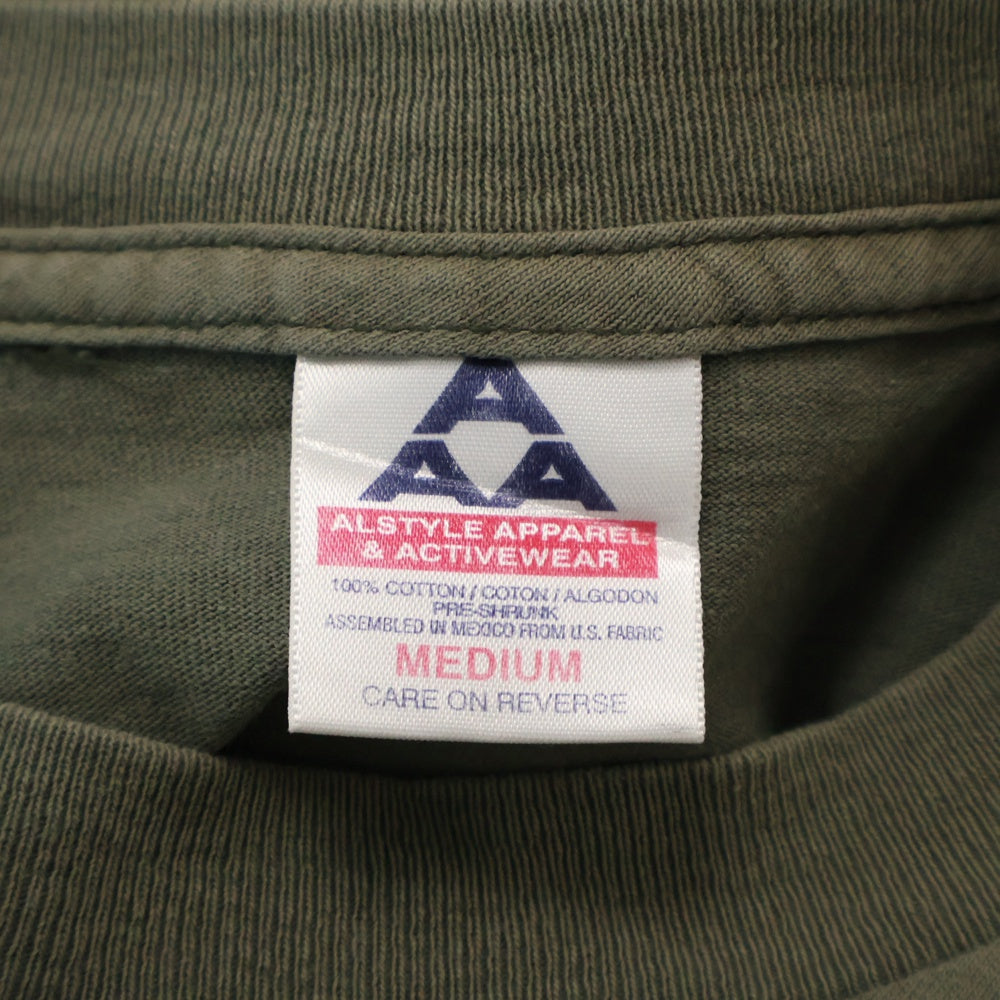 A
A A
ALSTYLE APPAREL
& ACTIVEWEAR
100% COTTON / COTON / ALGODON
PRE-SHRUNK
ASSEMBLED IN MEXICO FROM U.S. FABRIC
MEDIUM
CARE ON REVERSE